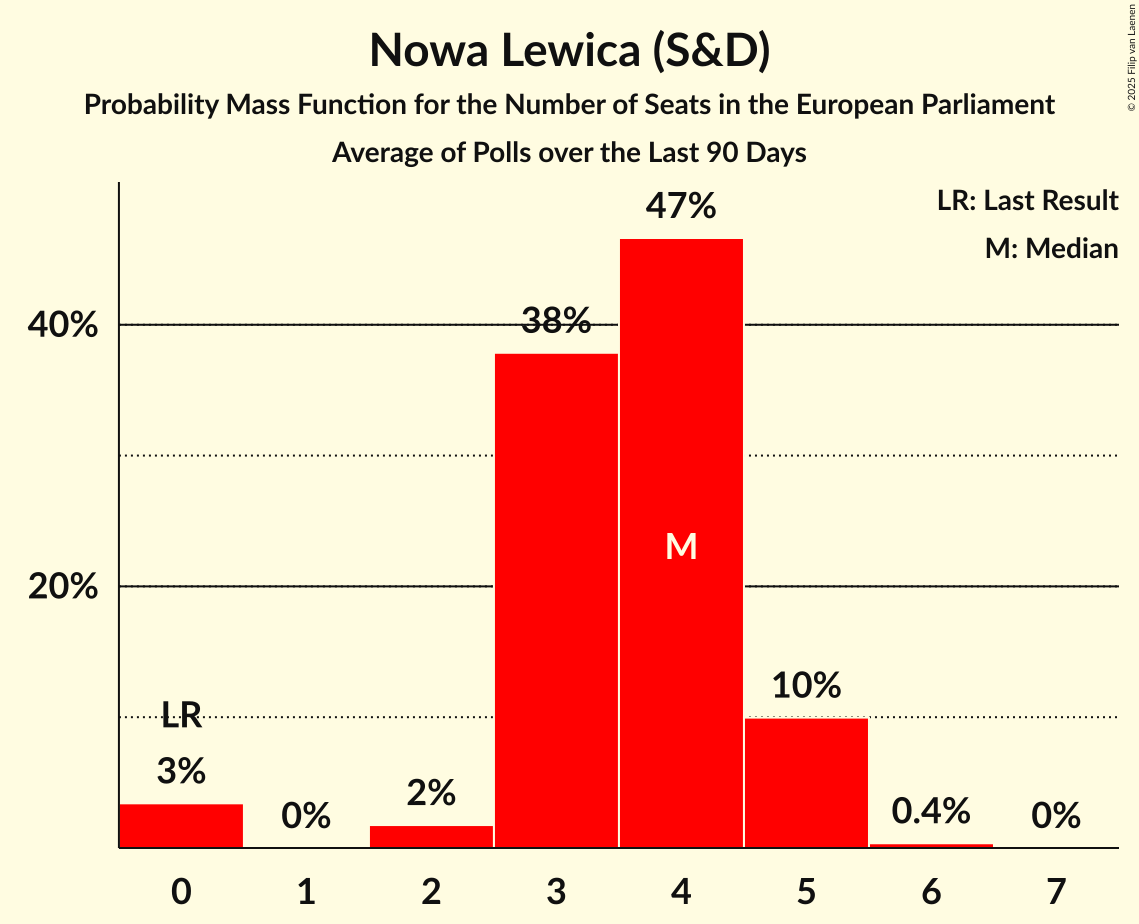 Nowa Lewica (S&D)
Probability Mass Function for the Number of Seats in the European Parliament
Average of Polls over the Last 90 Days
© 2025 Filip van Laenen
LR: Last Result
M: Median
47%
40%
38%
M
20%
10%
LR
3%
0%
2%
0.4%
0%
0 1 2 3 4 5 6 7